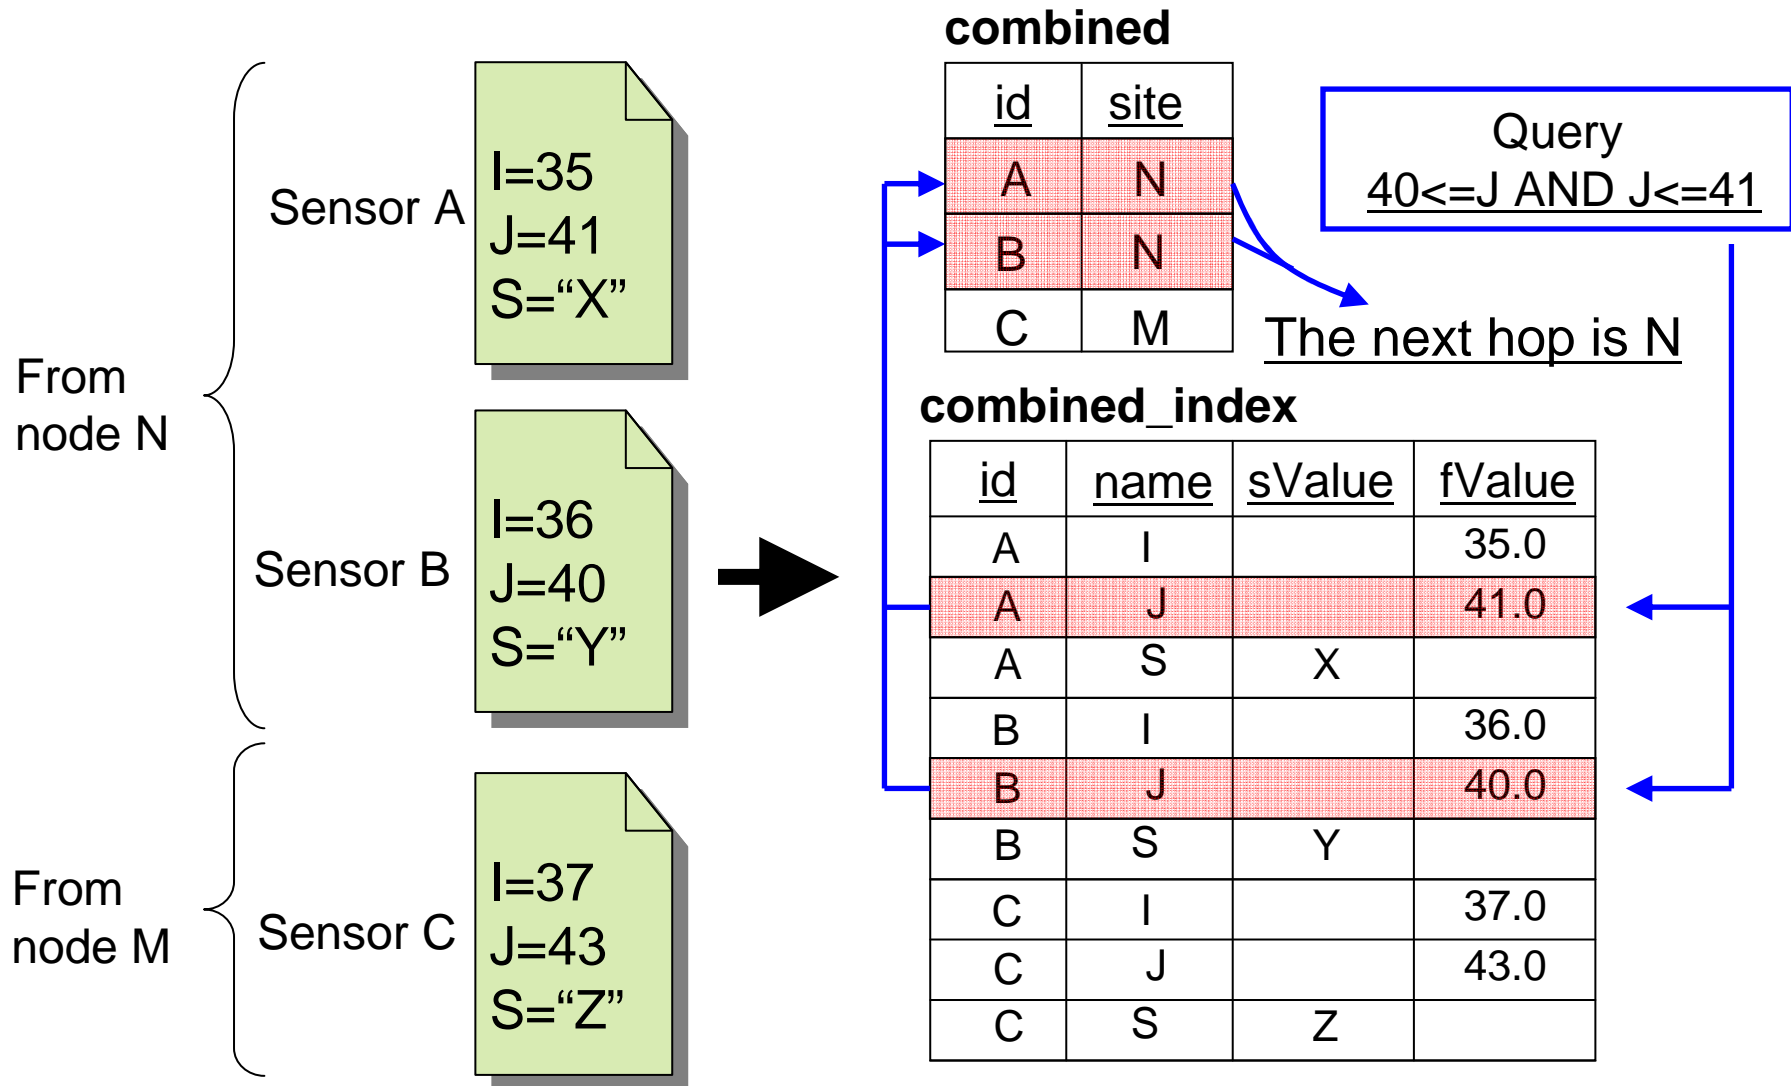 From
node N
Sensor A
I=35
J=41
S=“X”
Sensor B
I=36
J=40
S=“Y”
From
node M
Sensor C
I=37
J=43
S=“Z”
combined
id site
A N
B N
C M
Query
40<=J AND J<=41
The next hop is N
combined_index
id name sValue fValue
A I 35.0
A J 41.0
A S X
B I 36.0
B J 40.0
B S Y
C I 37.0
C J 43.0
C S Z